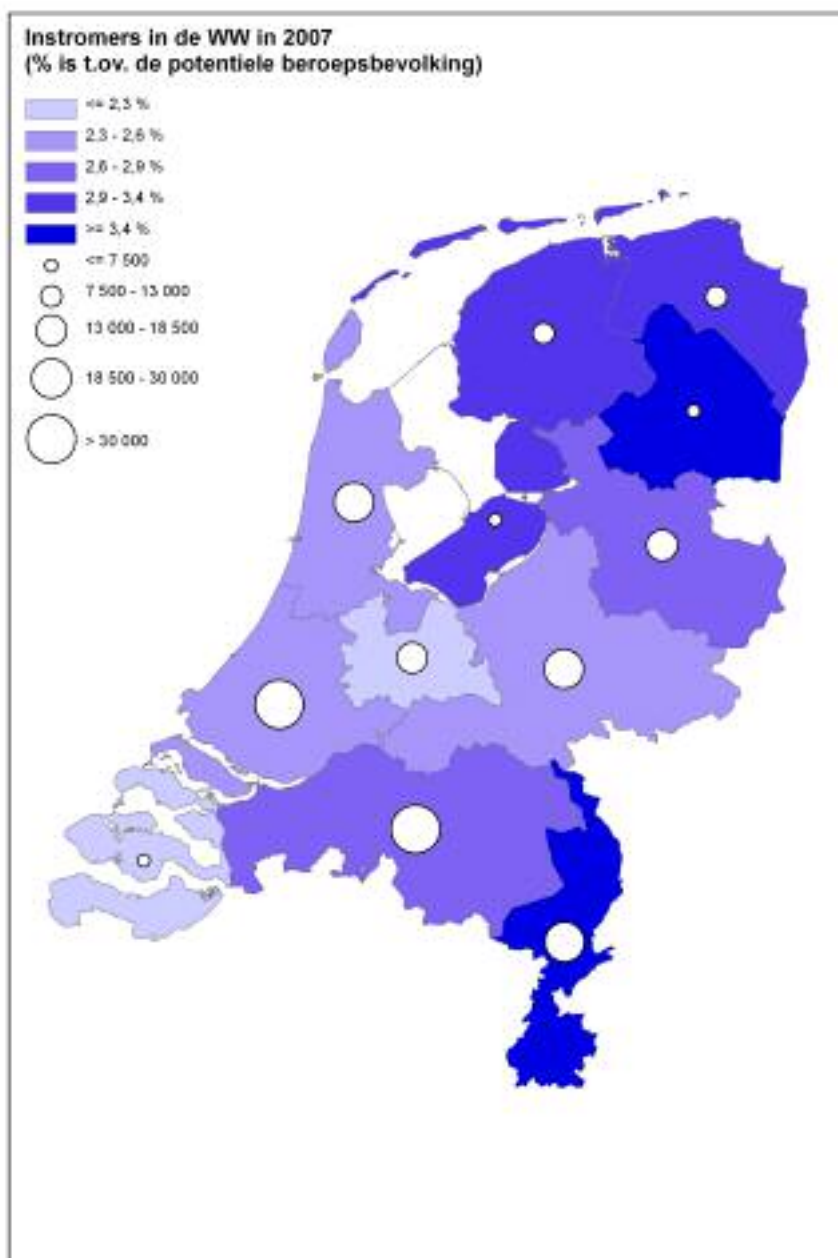 Instromers in de WW in 2007
(% is t.ov. de potentiele beroepsbevolking)
<= 2,3 %
2,3 - 2,6 %
2,6 - 2,9 %
2,9 - 3,4 %
>= 3,4 %
<= 7 500
7 500 - 13 000
13 000 - 18 500
18 500 - 30 000
> 30 000